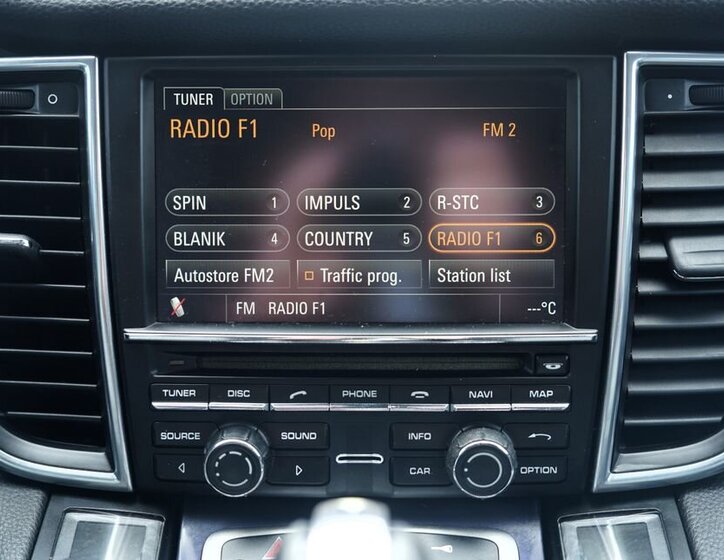 TUNER OPTION
RADIO F1 Pop FM 2
SPIN 1 IMPULS 2 R-STC 3
BLANIK 4 COUNTRY 5 RADIO F1 6
Autostore FM2 Traffic prog. Station list
FM RADIO F1 ---°C
TUNER DISC PHONE NAVI MAP
SOURCE SOUND INFO
CAR OPTION